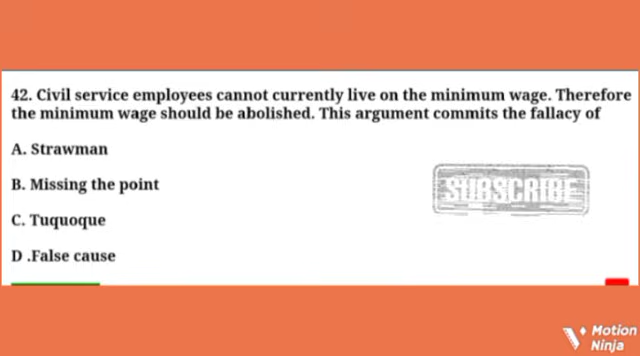 42. Civil service employees cannot currently live on the minimum wage. Therefore
the minimum wage should be abolished. This argument commits the fallacy of
A. Strawman
B. Missing the point
SUBSCRIBE
C. Tuquoque
D .False cause
Motion
Ninja